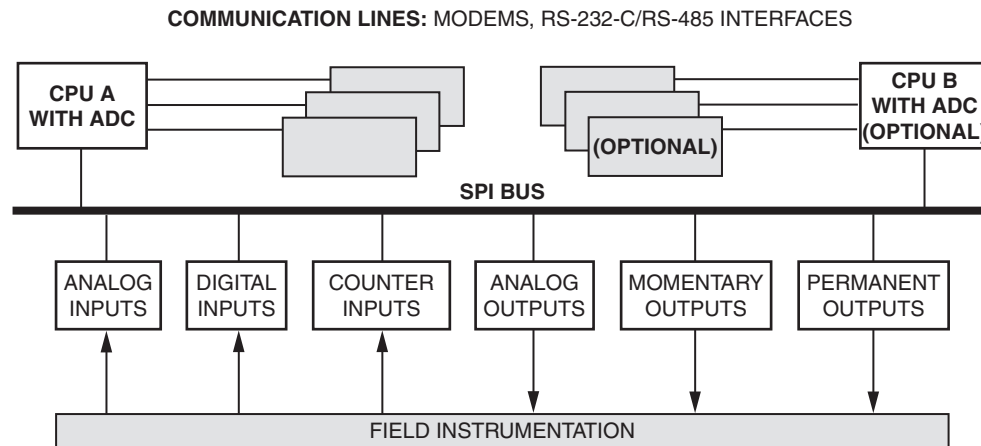 COMMUNICATION LINES: MODEMS, RS-232-C/RS-485 INTERFACES
CPU A
WITH ADC
(OPTIONAL)
CPU B
WITH ADC
(OPTIONAL)
SPI BUS
ANALOG
INPUTS
DIGITAL
INPUTS
COUNTER
INPUTS
ANALOG
OUTPUTS
MOMENTARY
OUTPUTS
PERMANENT
OUTPUTS
FIELD INSTRUMENTATION